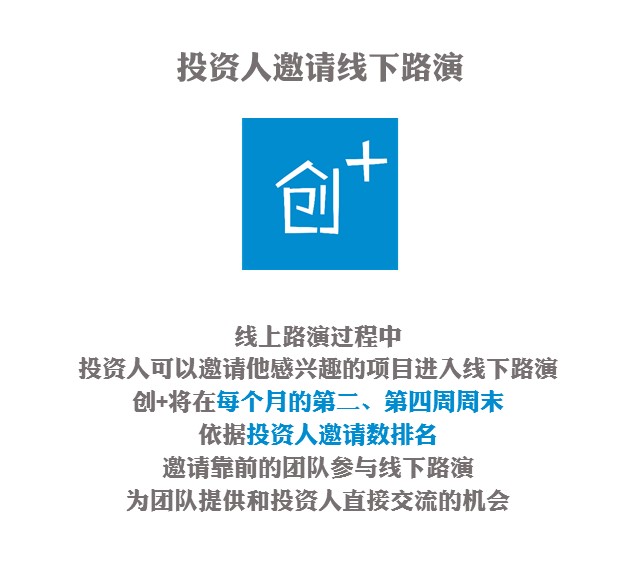 投资人邀请线下路演
创+
线上路演过程中
投资人可以邀请他感兴趣的项目进入线下路演
创+将在每个月的第二、第四周周末
依据投资人邀请数排名
邀请靠前的团队参与线下路演
为团队提供和投资人直接交流的机会